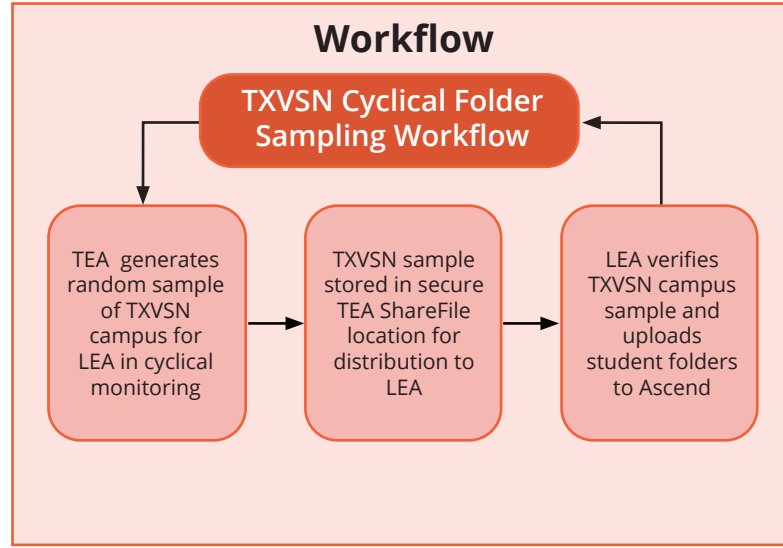 Workflow
TXVSN Cyclical Folder
Sampling Workflow
TEA generates
random sample
of TXVSN
campus for
LEA in cyclical
monitoring
TXVSN sample
stored in secure
TEA ShareFile
location for
distribution to
LEA
LEA verifies
TXVSN campus
sample and
uploads
student folders
to Ascend